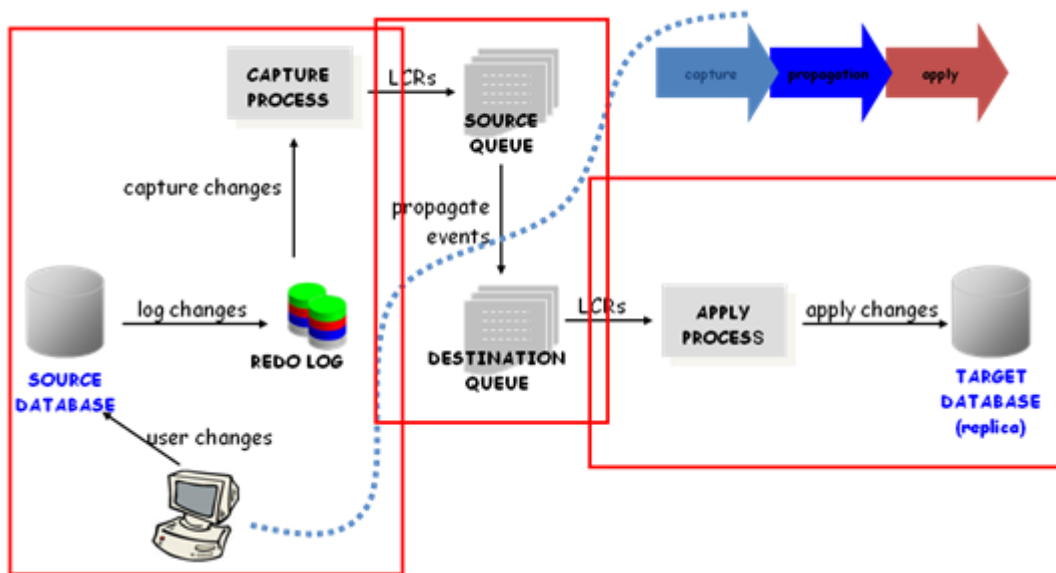 CAPTURE
PROCESS
LCRs
SOURCE
QUEUE
capture
propagation
apply
capture changes
propagate
events
log changes
REDO LOG
SOURCE
DATABASE
user changes
DESTINATION
QUEUE
LCRs
APPLY
PROCESS
apply changes
TARGET
DATABASE
(replica)